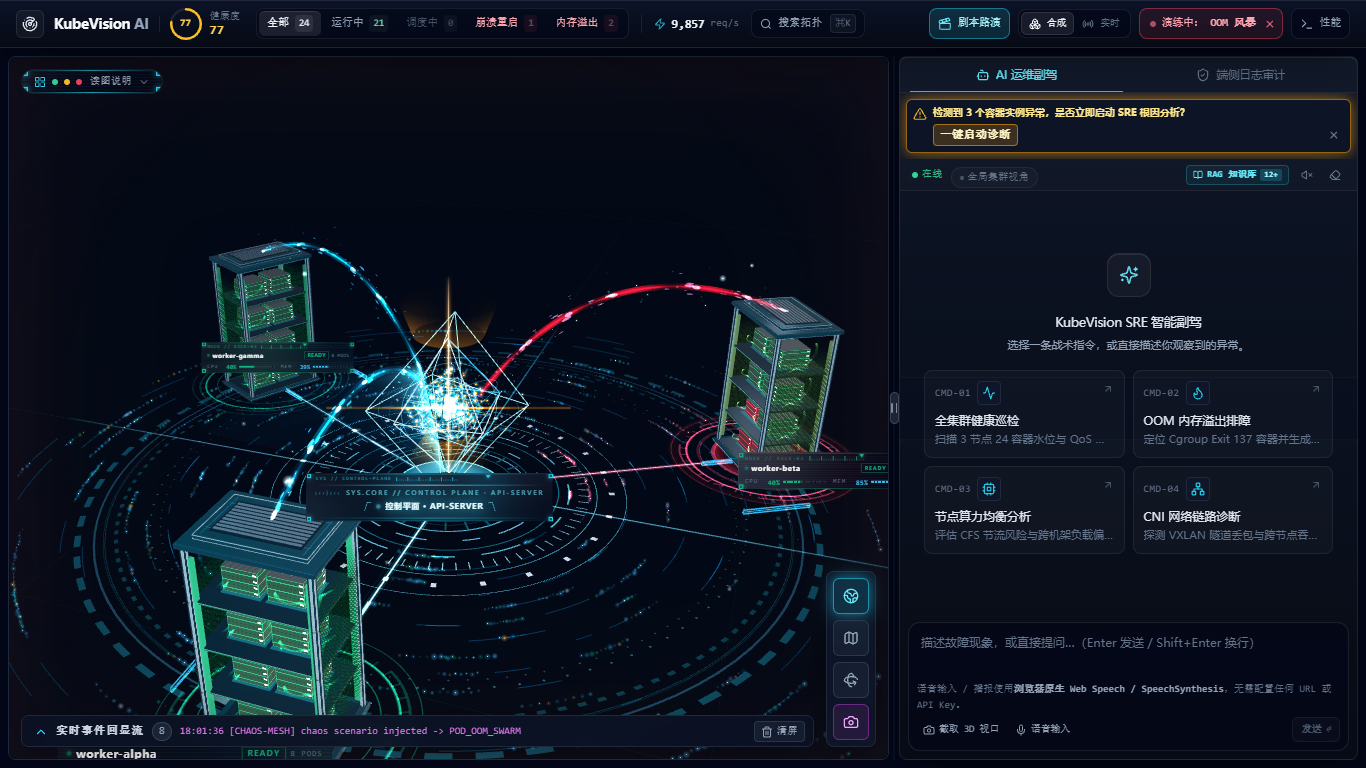 KubeVision AI
77
健康度
77
全部 24
运行中 21
调度中 0
崩溃重启 1
内存溢出 2
9,857 req/s
搜索拓扑 ⌘K
剧本路演
合成
实时
演练中: OOM 风暴 ×
性能
读图说明
worker-gamma READY 8 PODS
CPU 40% MEM 39%
SYS // CONTROL-PLANE
SYS.CORE // CONTROL PLANE · API-SERVER
控制平面 • API-SERVER
worker-beta READY
CPU 40% MEM 85%
实时事件回显流 8 18:01:36 [CHAOS-MESH] chaos scenario injected -> POD_OOM_SWARM 清屏
worker-alpha READY 8 PODS
AI 运维副驾
端侧日志审计
检测到 3 个容器实例异常，是否立即启动 SRE 根因分析?
一键启动诊断
在线
全局集群视角
RAG 知识库 12+
KubeVision SRE 智能副驾
选择一条战术指令，或直接描述你观察到的异常。
CMD-01
全集群健康巡检
扫描 3 节点 24 容器水位与 QoS ...
CMD-02
OOM 内存溢出排障
定位 Cgroup Exit 137 容器并生成...
CMD-03
节点算力均衡分析
评估 CFS 节流风险与跨机架负载偏...
CMD-04
CNI 网络链路诊断
探测 VXLAN 隧道丢包与跨节点吞...
描述故障现象，或直接提问...（Enter 发送 / Shift+Enter 换行）
语音输入 / 播报使用浏览器原生 Web Speech / SpeechSynthesis，无需配置任何 URL 或
API Key。
截取 3D 视口
语音输入
发送